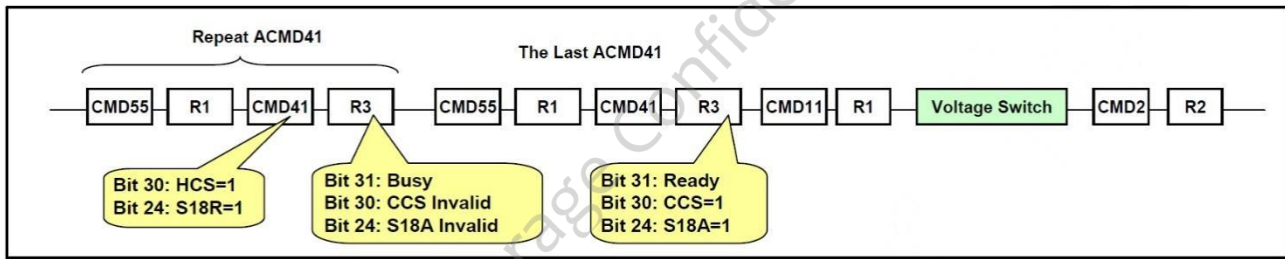 Repeat ACMD41
The Last ACMD41
CMD55 R1 CMD41 R3 CMD55 R1 CMD41 R3 CMD11 R1 Voltage Switch CMD2 R2
Bit 30: HCS=1
Bit 24: S18R=1
Bit 31: Busy
Bit 30: CCS Invalid
Bit 24: S18A Invalid
Bit 31: Ready
Bit 30: CCS=1
Bit 24: S18A=1